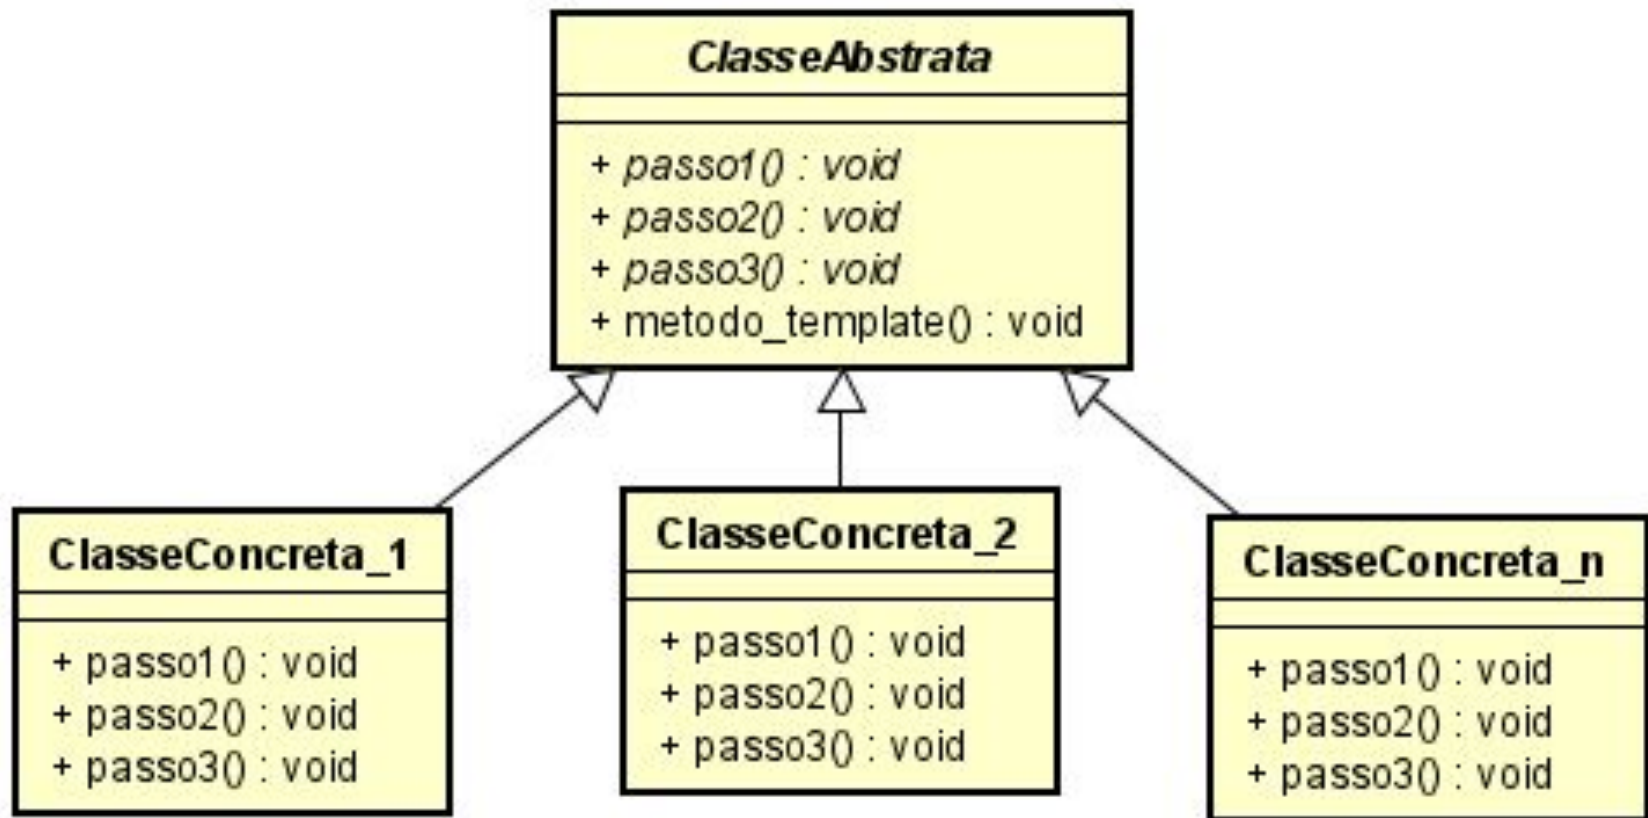 ClasseAbstrata
+ passo1() : void
+ passo2() : void
+ passo3() : void
+ metodo_template() : void
ClasseConcreta_1
+ passo1() : void
+ passo2() : void
+ passo3() : void
ClasseConcreta_2
+ passo1() : void
+ passo2() : void
+ passo3() : void
ClasseConcreta_n
+ passo1() : void
+ passo2() : void
+ passo3() : void